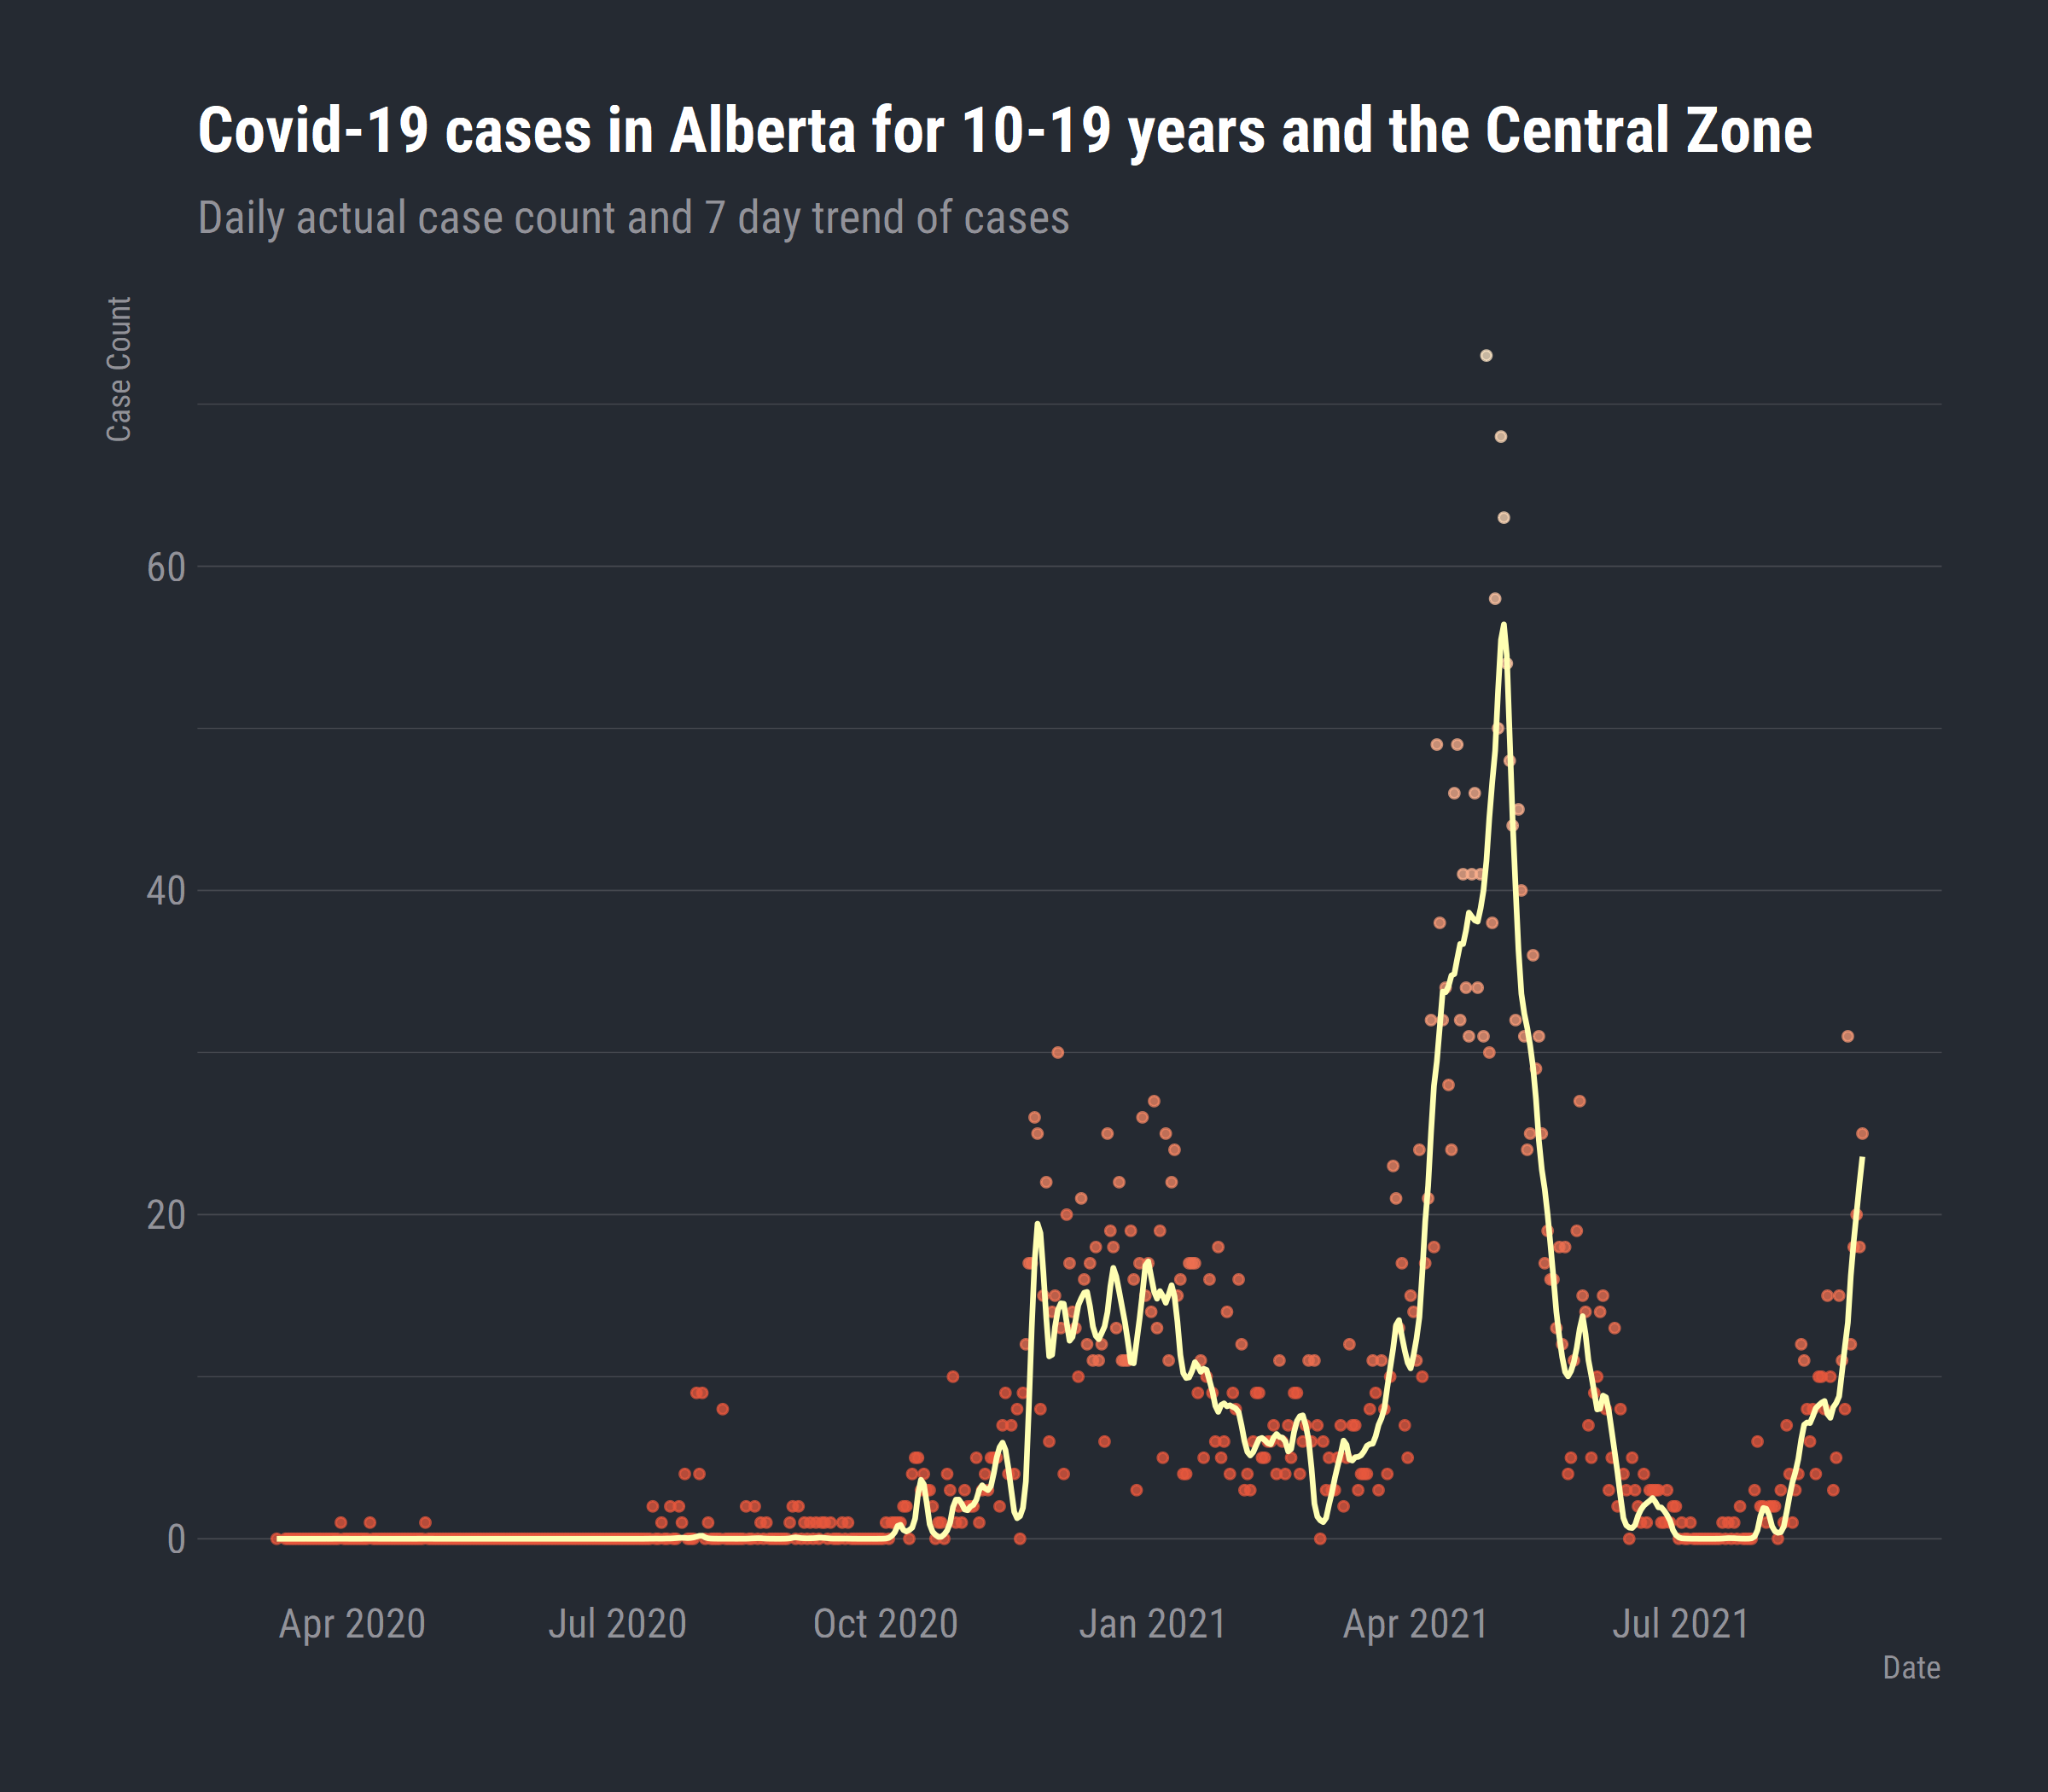 Covid-19 cases in Alberta for 10-19 years and the Central Zone
Daily actual case count and 7 day trend of cases
Case Count
60
40
20
0
Apr 2020
Jul 2020
Oct 2020
Jan 2021
Apr 2021
Jul 2021
Date